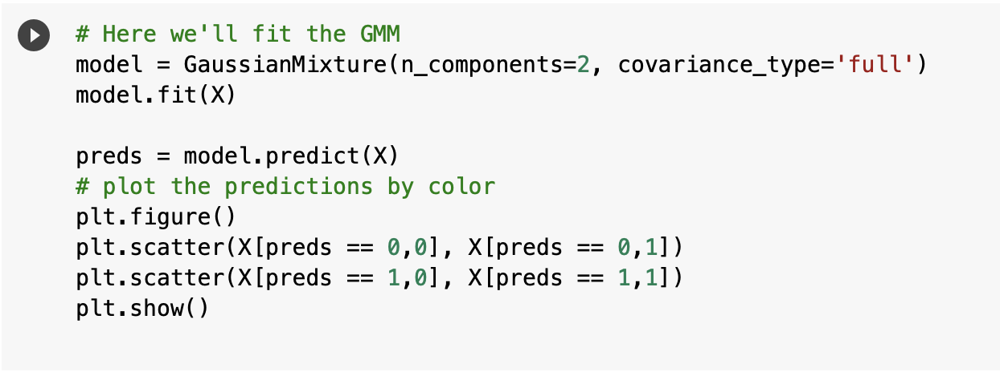 # Here we'll fit the GMM
model = GaussianMixture(n_components=2, covariance_type='full')
model.fit(X)
preds = model.predict(X)
# plot the predictions by color
plt.figure()
plt.scatter(X[preds == 0,0], X[preds == 0,1])
plt.scatter(X[preds == 1,0], X[preds == 1,1])
plt.show()